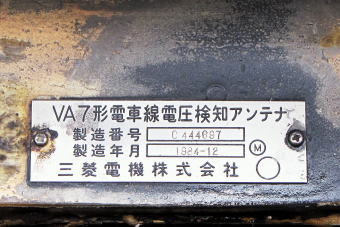 VA7形電車線電圧検知アンテナ
製造番号 C444687
製造年月 1984-12 M
三菱電機株式会社